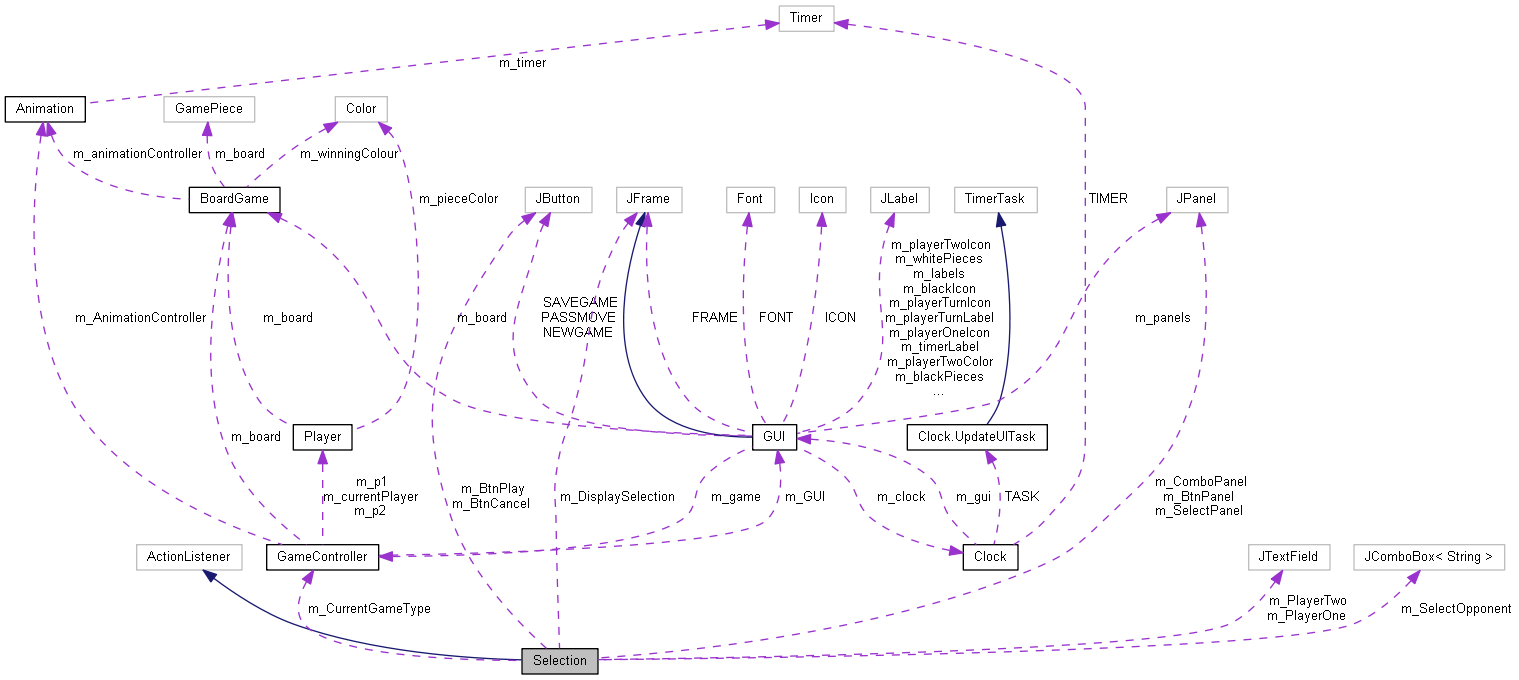 Timer
m_timer
Animation
GamePiece
Color
m_animationController
m_board
m_winningColour
BoardGame
m_pieceColor
JButton
JFrame
Font
Icon
JLabel
TimerTask
TIMER
JPanel
m_playerTwoIcon
m_whitePieces
m_labels
m_blackIcon
m_playerTurnIcon
m_playerTurnLabel
m_playerOneIcon
m_timerLabel
m_playerTwoColor
m_blackPieces
...
m_AnimationController
m_board
m_board
SAVEGAME
PASSMOVE
NEWGAME
FRAME
FONT
ICON
m_panels
m_board
Player
GUI
Clock.UpdateUITask
m_p1
m_currentPlayer
m_p2
m_BtnPlay
m_BtnCancel
m_DisplaySelection
m_game
m_GUI
m_clock
m_gui
TASK
m_ComboPanel
m_BtnPanel
m_SelectPanel
ActionListener
GameController
Clock
JTextField
JComboBox< String >
m_CurrentGameType
m_PlayerTwo
m_PlayerOne
m_SelectOpponent
Selection